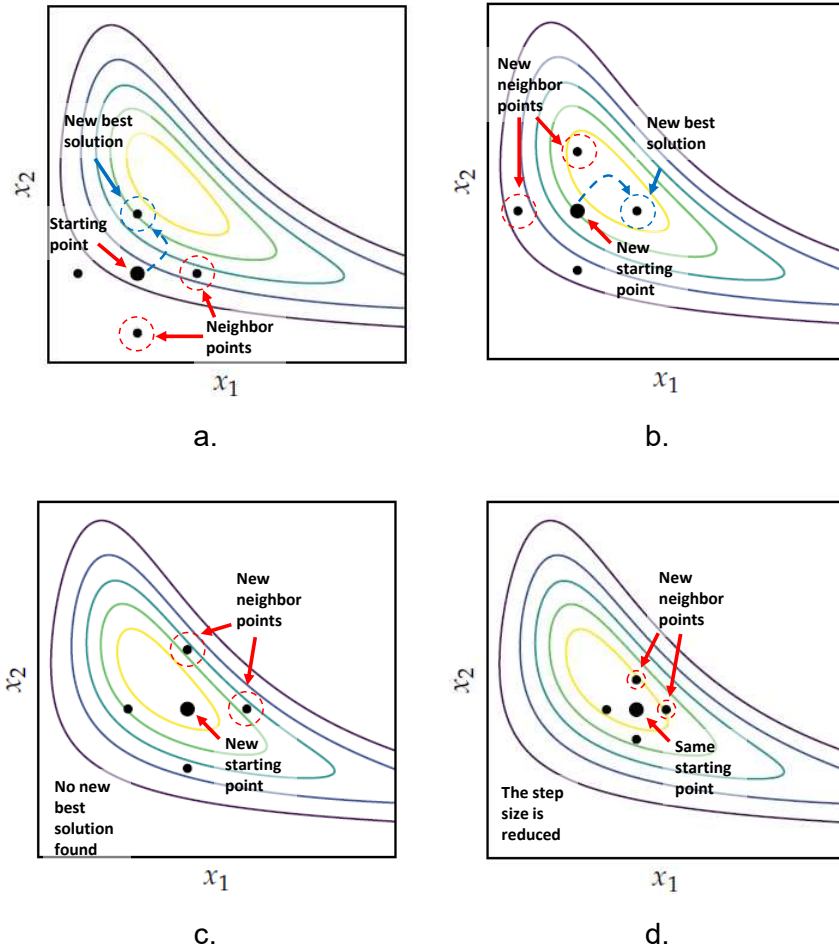 New best
solution
x2
Starting
point
Neighbor
points
x1
a.
New
neighbor
points
New best
solution
x2
New
starting
point
x1
b.
New
neighbor
points
x2
New
starting
point
No new
best
solution
found
x1
c.
New
neighbor
points
x2
Same
starting
point
The step
size is
reduced
x1
d.